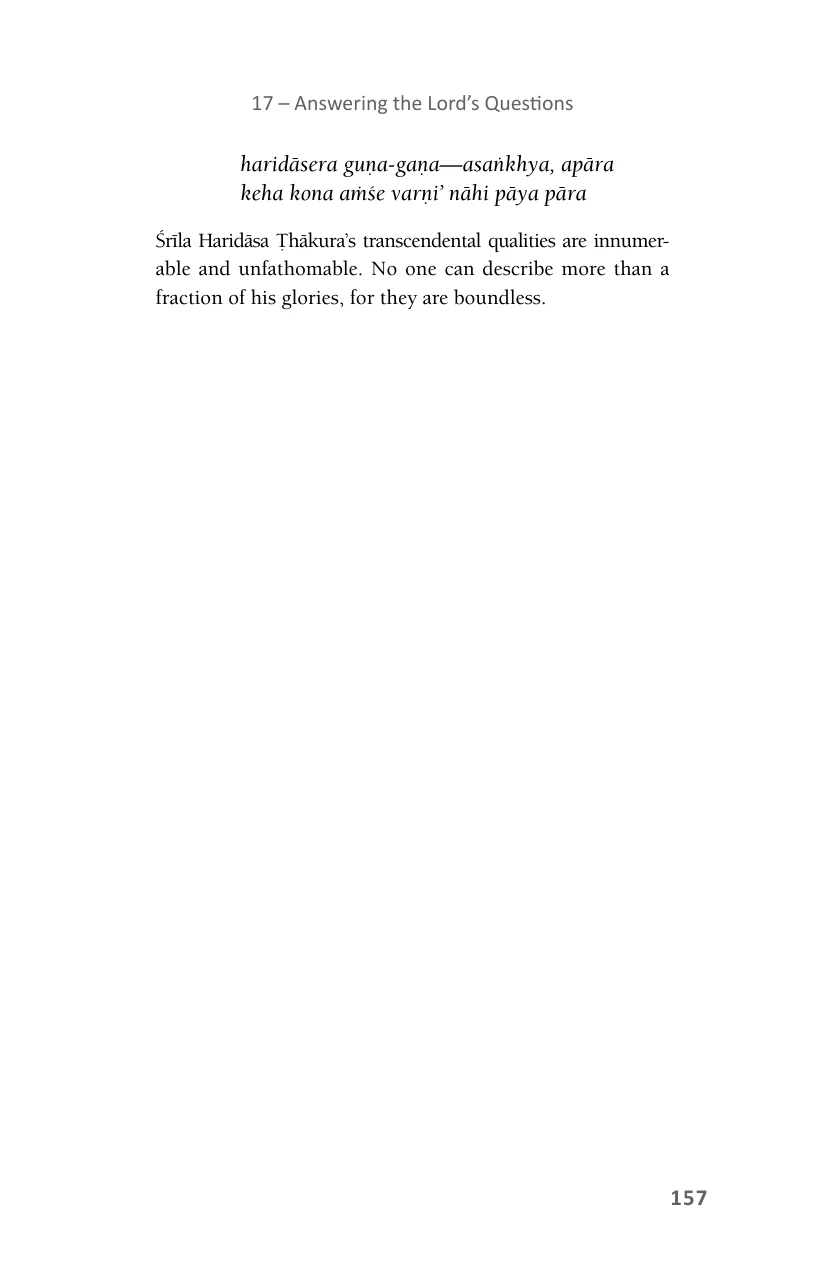 17 – Answering the Lord’s Questions
haridāsera guṇa-gaṇa—asaṅkhya, apāra
keha kona aṁśe varṇi’ nāhi pāya pāra
Śrīla Haridāsa Ṭhākura’s transcendental qualities are innumer-
able and unfathomable. No one can describe more than a
fraction of his glories, for they are boundless.
157